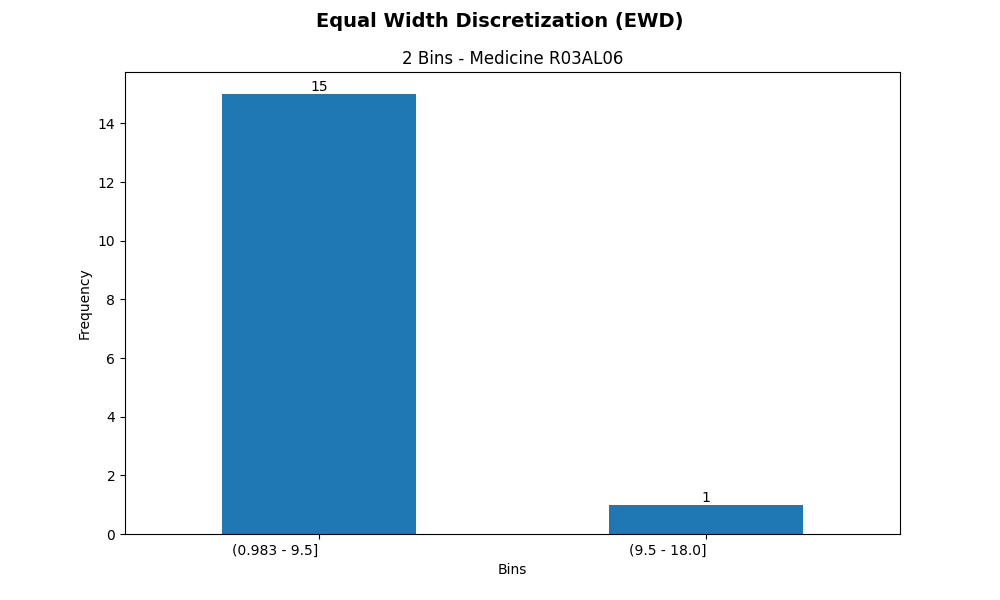 Equal Width Discretization (EWD)
2 Bins - Medicine R03AL06
15
14
12
10
8
6
4
2
0
Frequency
1
(0.983 - 9.5]
(9.5 - 18.0]
Bins